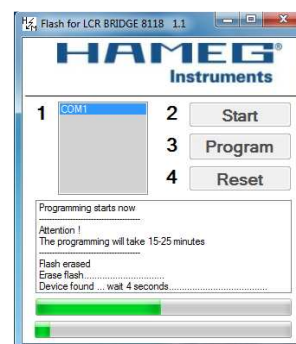 Flash for LCR BRIDGE 8118 1.1
HAMEG®
Instruments
1
COM1
2 Start
3 Program
4 Reset
Programming starts now
------------------------------------
Attention !
The programming will take 15-25 minutes
------------------------------------
Flash erased
Erase flash............................
Device found ... wait 4 seconds..................................